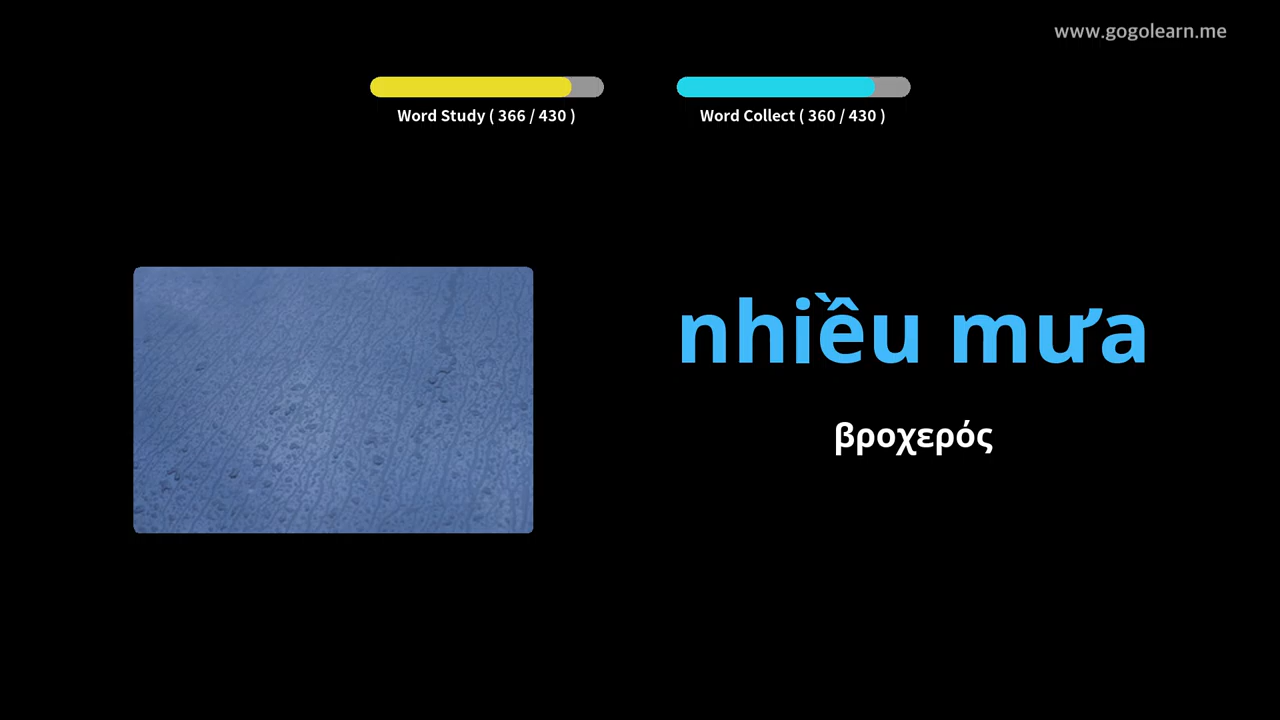 www.gogolearn.me
Word Study ( 366 / 430 )
Word Collect ( 360 / 430 )
nhiều mưa
βροχερός